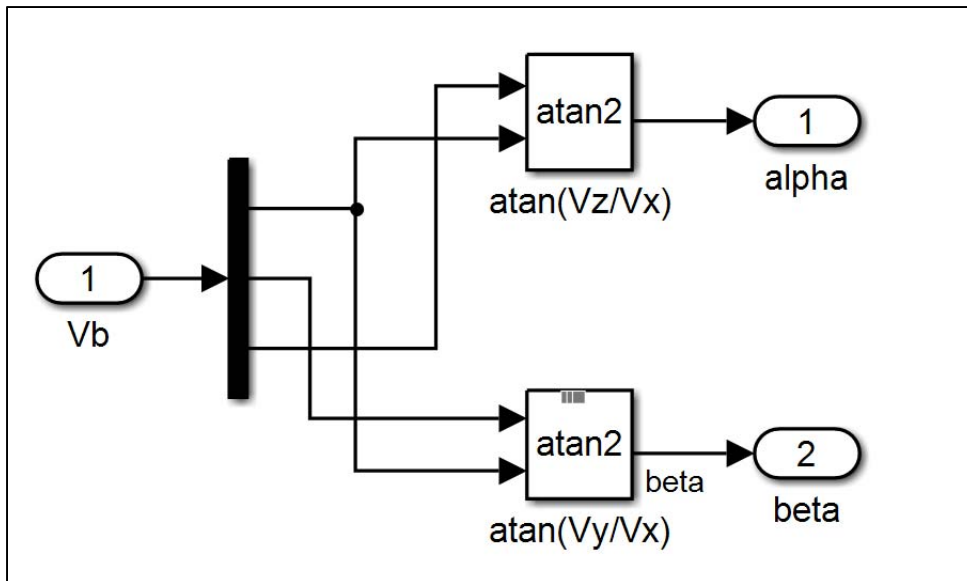 atan2
1
alpha
atan(Vz/Vx)
1
Vb
atan2
2
beta
beta
atan(Vy/Vx)